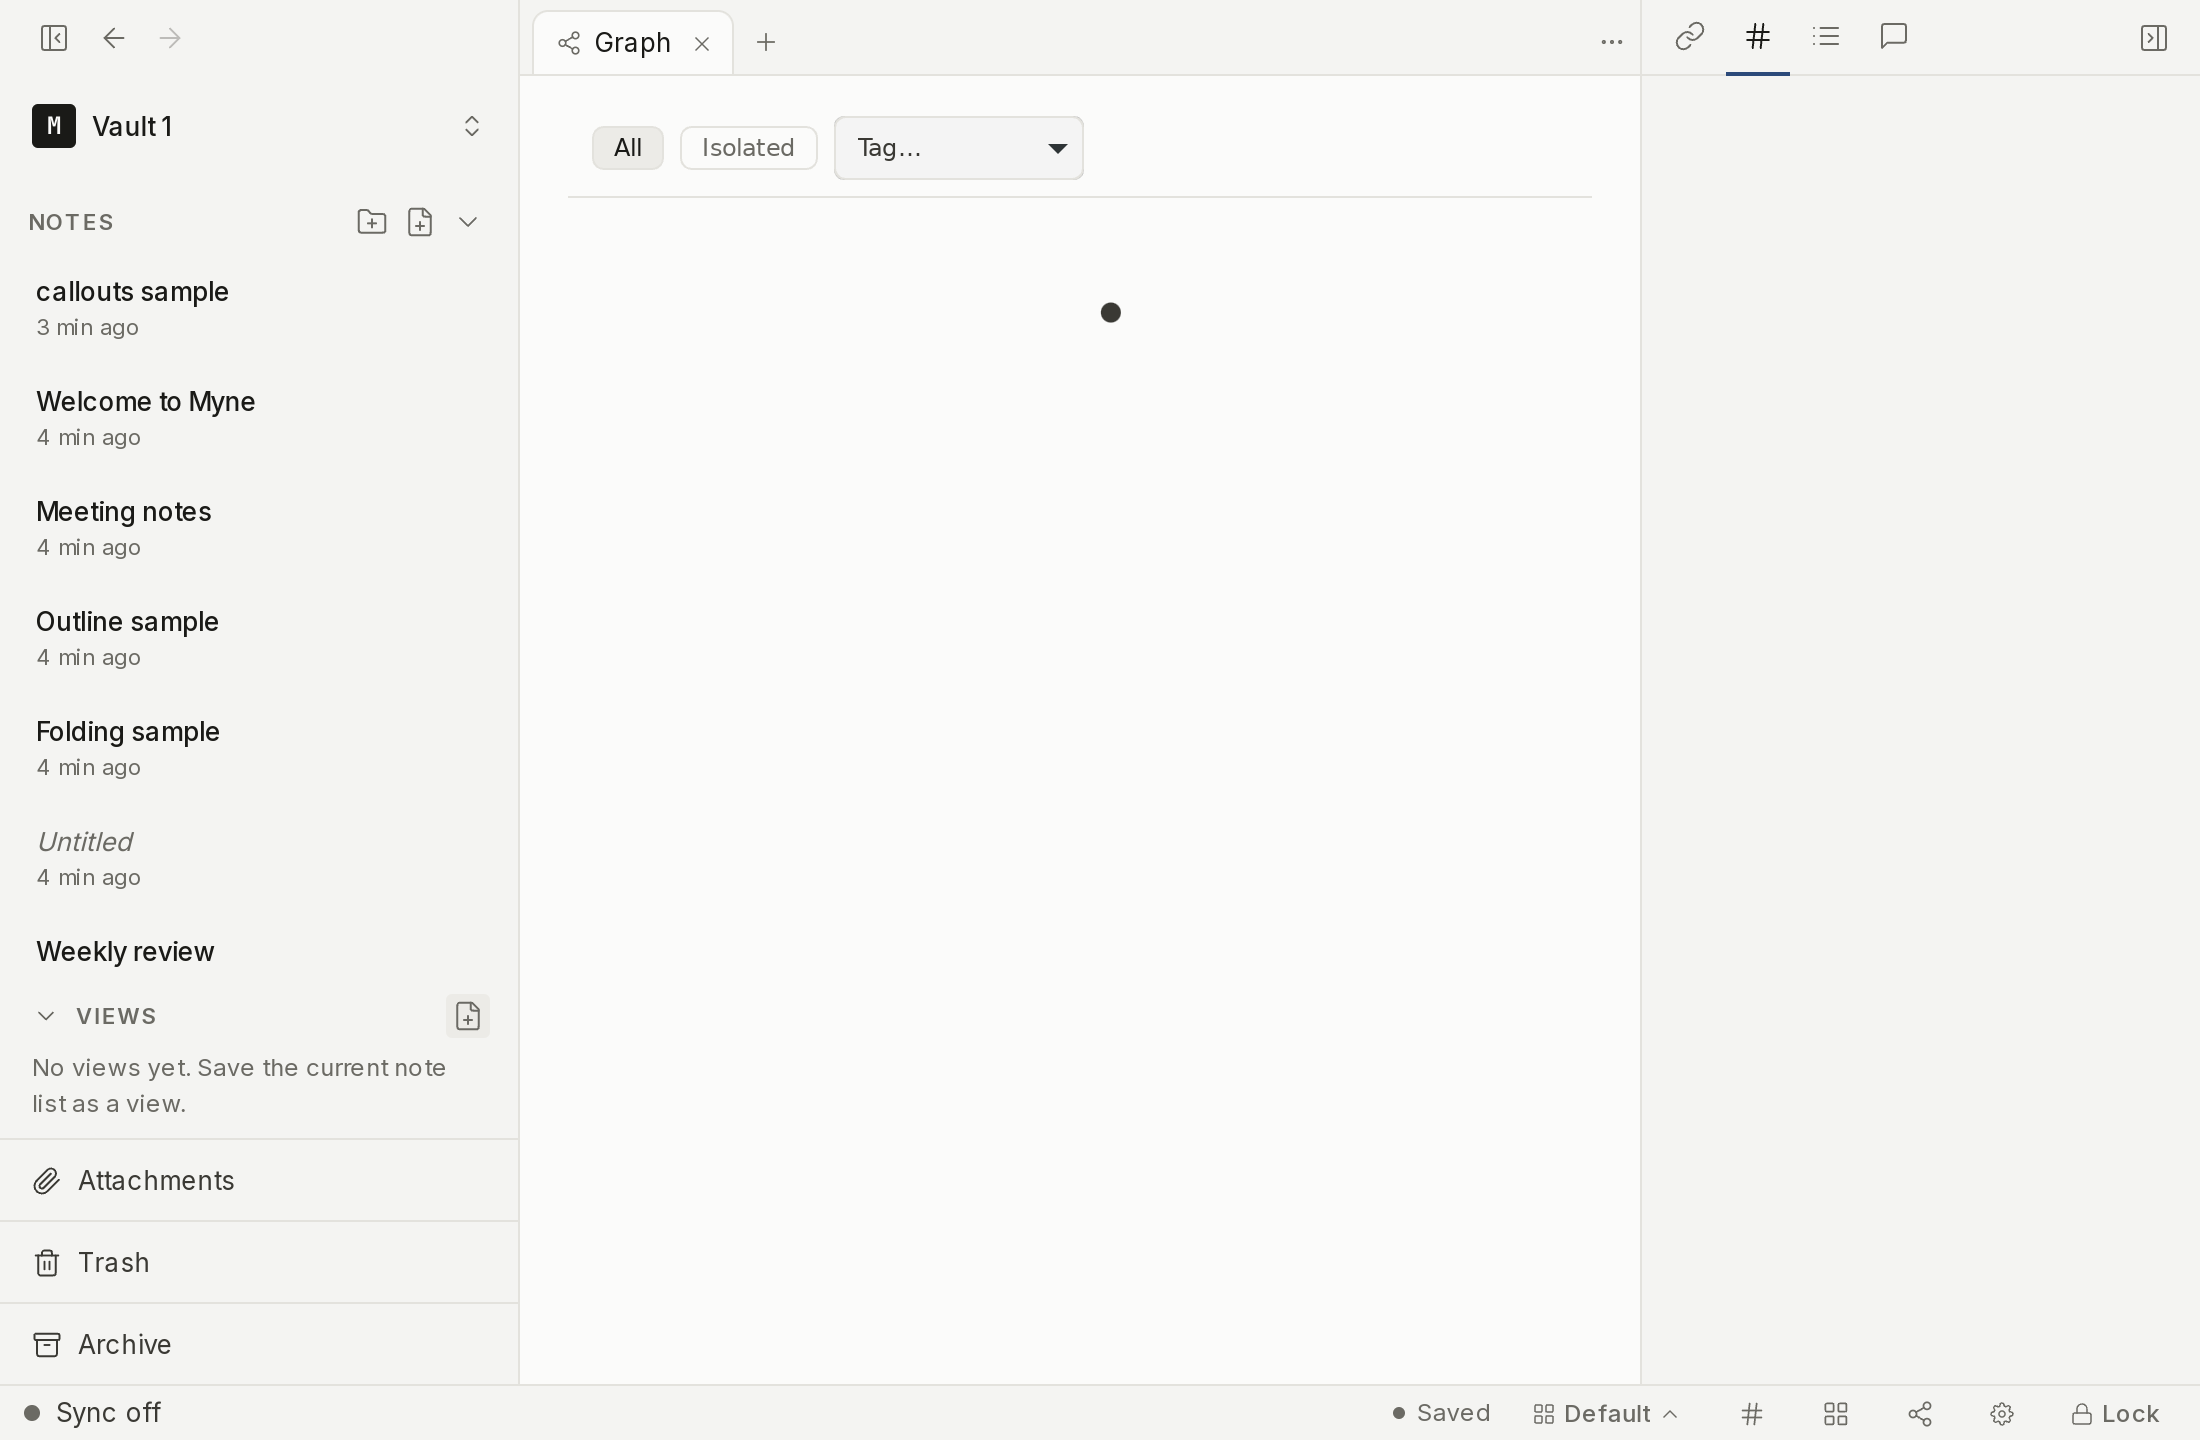 Graph
M Vault 1
All
Isolated
Tag...
NOTES
callouts sample
3 min ago
Welcome to Myne
4 min ago
Meeting notes
4 min ago
Outline sample
4 min ago
Folding sample
4 min ago
Untitled
4 min ago
Weekly review
VIEWS
No views yet. Save the current note
list as a view.
Attachments
Trash
Archive
Sync off
Saved
Default
Lock